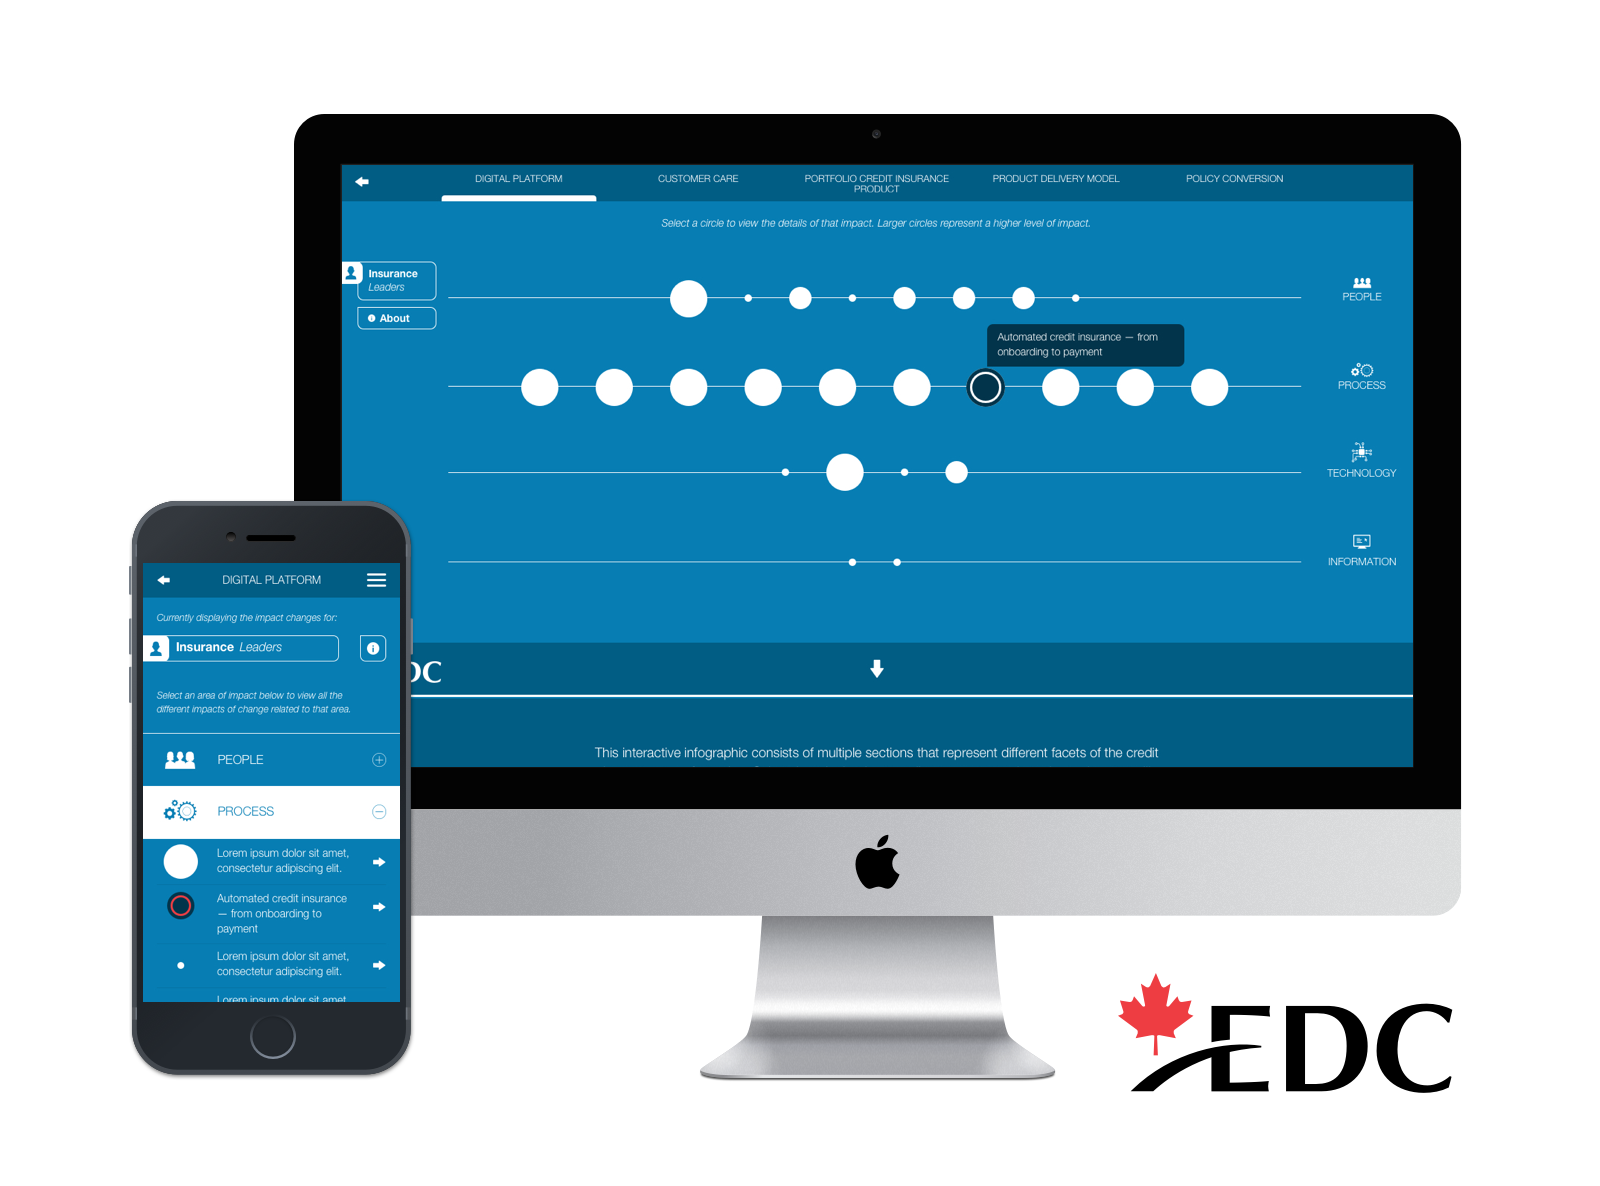 DIGITAL PLATFORM
CUSTOMER CARE
PORTFOLIO CREDIT INSURANCE
PRODUCT
PRODUCT DELIVERY MODEL
POLICY CONVERSION
Select a circle to view the details of that impact. Larger circles represent a higher level of impact.
Insurance
Leaders
About
PEOPLE
Automated credit insurance — from
onboarding to payment
PROCESS
TECHNOLOGY
INFORMATION
DC
This interactive infographic consists of multiple sections that represent different facets of the credit
DIGITAL PLATFORM
Currently displaying the impact changes for:
Insurance Leaders
Select an area of impact below to view all the
different impacts of change related to that area.
PEOPLE
PROCESS
Lorem ipsum dolor sit amet,
consectetur adipiscing elit.
Automated credit insurance
— from onboarding to
payment
Lorem ipsum dolor sit amet,
consectetur adipiscing elit.
Lorem ipsum dolor sit amet
EDC